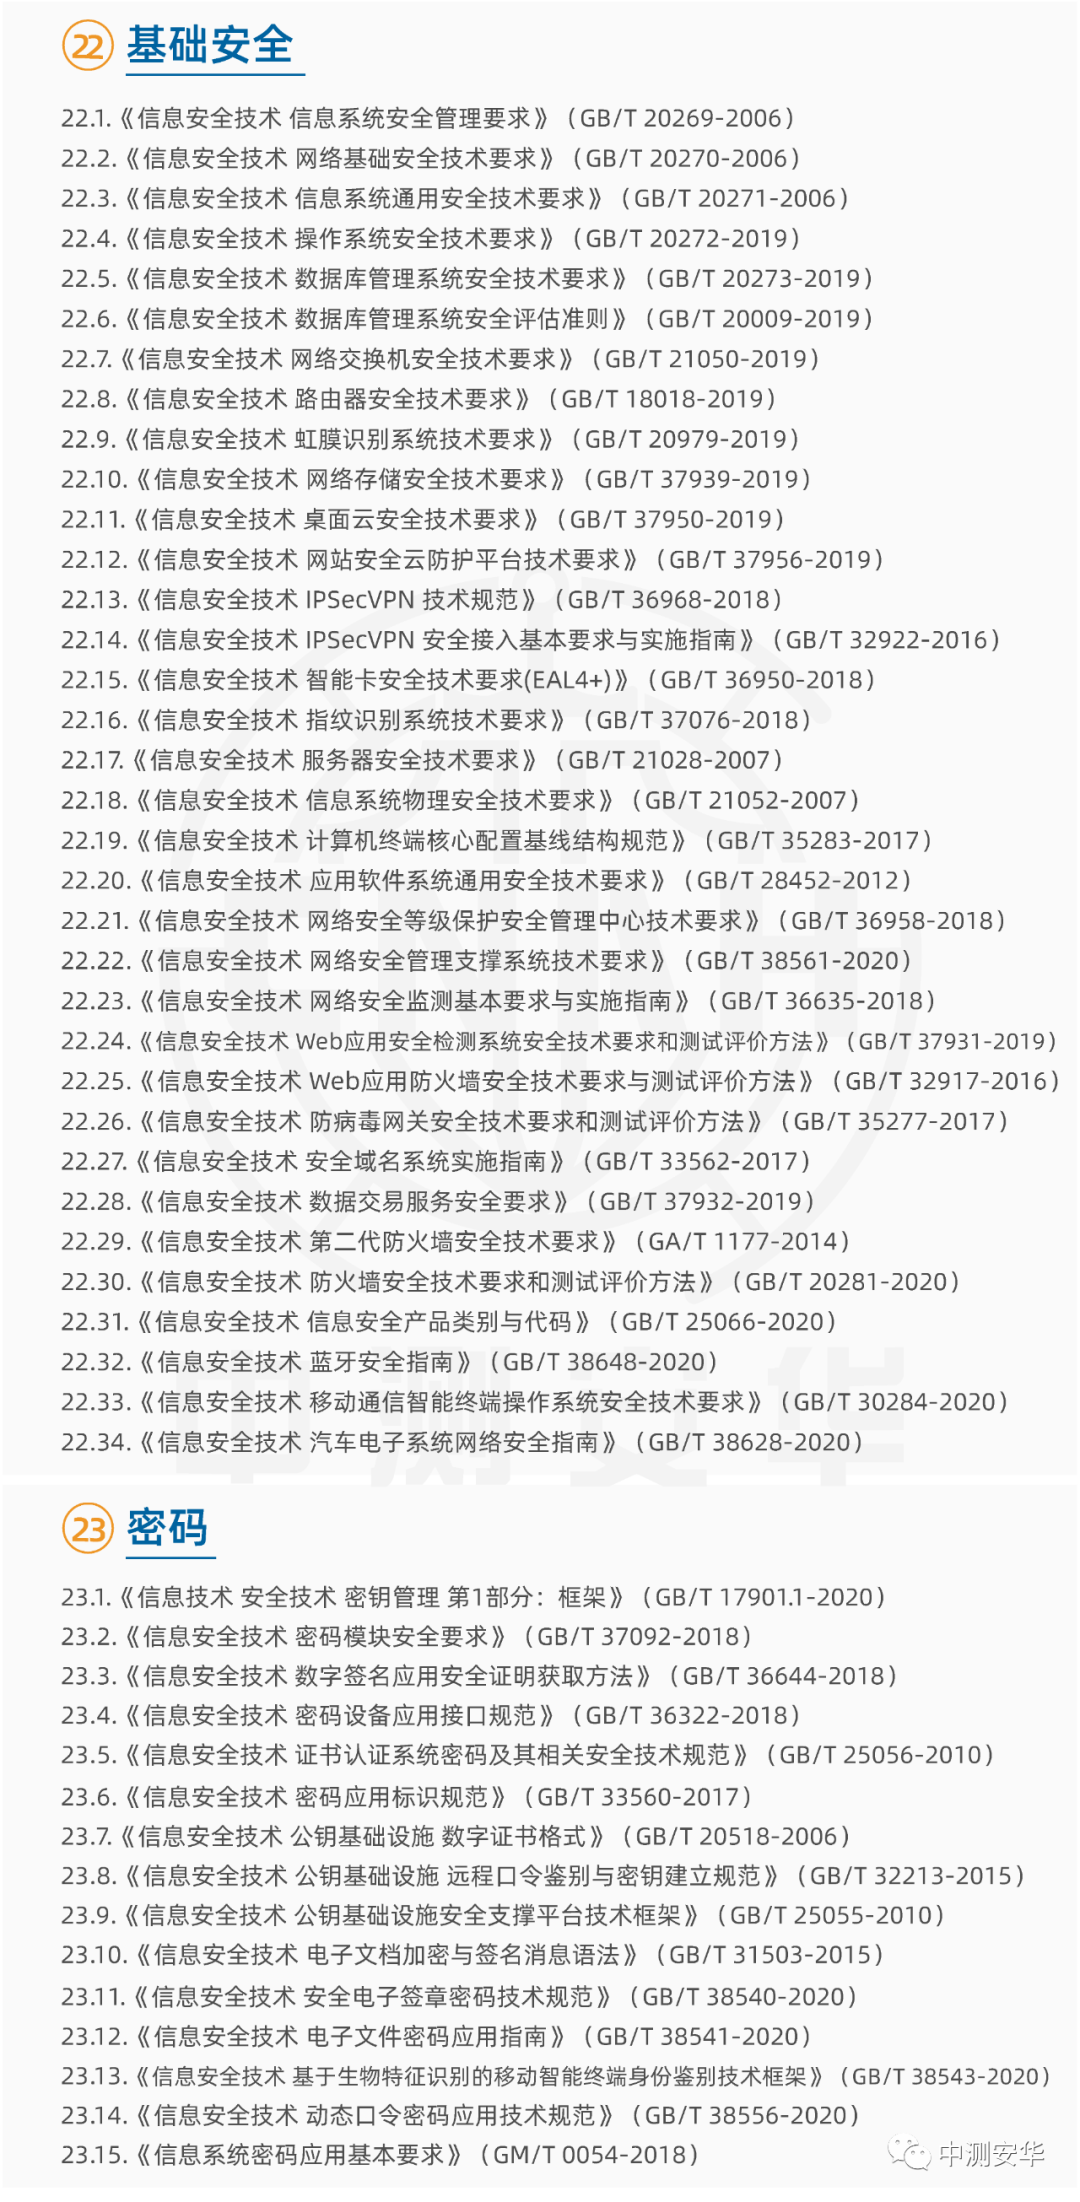 22 基础安全
22.1.《信息安全技术 信息系统安全管理要求》（GB/T 20269-2006）
22.2.《信息安全技术 网络基础安全技术要求》（GB/T 20270-2006）
22.3.《信息安全技术 信息系统通用安全技术要求》（GB/T 20271-2006）
22.4.《信息安全技术 操作系统安全技术要求》（GB/T 20272-2019）
22.5.《信息安全技术 数据库管理系统安全技术要求》（GB/T 20273-2019）
22.6.《信息安全技术 数据库管理系统安全评估准则》（GB/T 20009-2019）
22.7.《信息安全技术 网络交换机安全技术要求》（GB/T 21050-2019）
22.8.《信息安全技术 路由器安全技术要求》（GB/T 18018-2019）
22.9.《信息安全技术 虹膜识别系统技术要求》（GB/T 20979-2019）
22.10.《信息安全技术 网络存储安全技术要求》（GB/T 37939-2019）
22.11.《信息安全技术 桌面云安全技术要求》（GB/T 37950-2019）
22.12.《信息安全技术 网站安全云防护平台技术要求》（GB/T 37956-2019）
22.13.《信息安全技术 IPSecVPN 技术规范》（GB/T 36968-2018）
22.14.《信息安全技术 IPSecVPN 安全接入基本要求与实施指南》（GB/T 32922-2016）
22.15.《信息安全技术 智能卡安全技术要求(EAL4+)》（GB/T 36950-2018）
22.16.《信息安全技术 指纹识别系统技术要求》（GB/T 37076-2018）
22.17.《信息安全技术 服务器安全技术要求》（GB/T 21028-2007）
22.18.《信息安全技术 信息系统物理安全技术要求》（GB/T 21052-2007）
22.19.《信息安全技术 计算机终端核心配置基线结构规范》（GB/T 35283-2017）
22.20.《信息安全技术 应用软件系统通用安全技术要求》（GB/T 28452-2012）
22.21.《信息安全技术 网络安全等级保护安全管理中心技术要求》（GB/T 36958-2018）
22.22.《信息安全技术 网络安全管理支撑系统技术要求》（GB/T 38561-2020）
22.23.《信息安全技术 网络安全监测基本要求与实施指南》（GB/T 36635-2018）
22.24.《信息安全技术 Web应用安全检测系统安全技术要求和测试评价方法》（GB/T 37931-2019）
22.25.《信息安全技术 Web应用防火墙安全技术要求与测试评价方法》（GB/T 32917-2016）
22.26.《信息安全技术 防病毒网关安全技术要求和测试评价方法》（GB/T 35277-2017）
22.27.《信息安全技术 安全域名系统实施指南》（GB/T 33562-2017）
22.28.《信息安全技术 数据交易服务安全要求》（GB/T 37932-2019）
22.29.《信息安全技术 第二代防火墙安全技术要求》（GA/T 1177-2014）
22.30.《信息安全技术 防火墙安全技术要求和测试评价方法》（GB/T 20281-2020）
22.31.《信息安全技术 信息安全产品类别与代码》（GB/T 25066-2020）
22.32.《信息安全技术 蓝牙安全指南》（GB/T 38648-2020）
22.33.《信息安全技术 移动通信智能终端操作系统安全技术要求》（GB/T 30284-2020）
22.34.《信息安全技术 汽车电子系统网络安全指南》（GB/T 38628-2020）
中测安华
23 密码
23.1.《信息技术 安全技术 密钥管理 第1部分：框架》（GB/T 17901.1-2020）
23.2.《信息安全技术 密码模块安全要求》（GB/T 37092-2018）
23.3.《信息安全技术 数字签名应用安全证明获取方法》（GB/T 36644-2018）
23.4.《信息安全技术 密码设备应用接口规范》（GB/T 36322-2018）
23.5.《信息安全技术 证书认证系统密码及其相关安全技术规范》（GB/T 25056-2010）
23.6.《信息安全技术 密码应用标识规范》（GB/T 33560-2017）
23.7.《信息安全技术 公钥基础设施 数字证书格式》（GB/T 20518-2006）
23.8.《信息安全技术 公钥基础设施 远程口令鉴别与密钥建立规范》（GB/T 32213-2015）
23.9.《信息安全技术 公钥基础设施安全支撑平台技术框架》（GB/T 25055-2010）
23.10.《信息安全技术 电子文档加密与签名消息语法》（GB/T 31503-2015）
23.11.《信息安全技术 安全电子签章密码技术规范》（GB/T 38540-2020）
23.12.《信息安全技术 电子文件密码应用指南》（GB/T 38541-2020）
23.13.《信息安全技术 基于生物特征识别的移动智能终端身份鉴别技术框架》（GB/T 38543-2020）
23.14.《信息安全技术 动态口令密码应用技术规范》（GB/T 38556-2020）
23.15.《信息系统密码应用基本要求》（GM/T 0054-2018）
中测安华